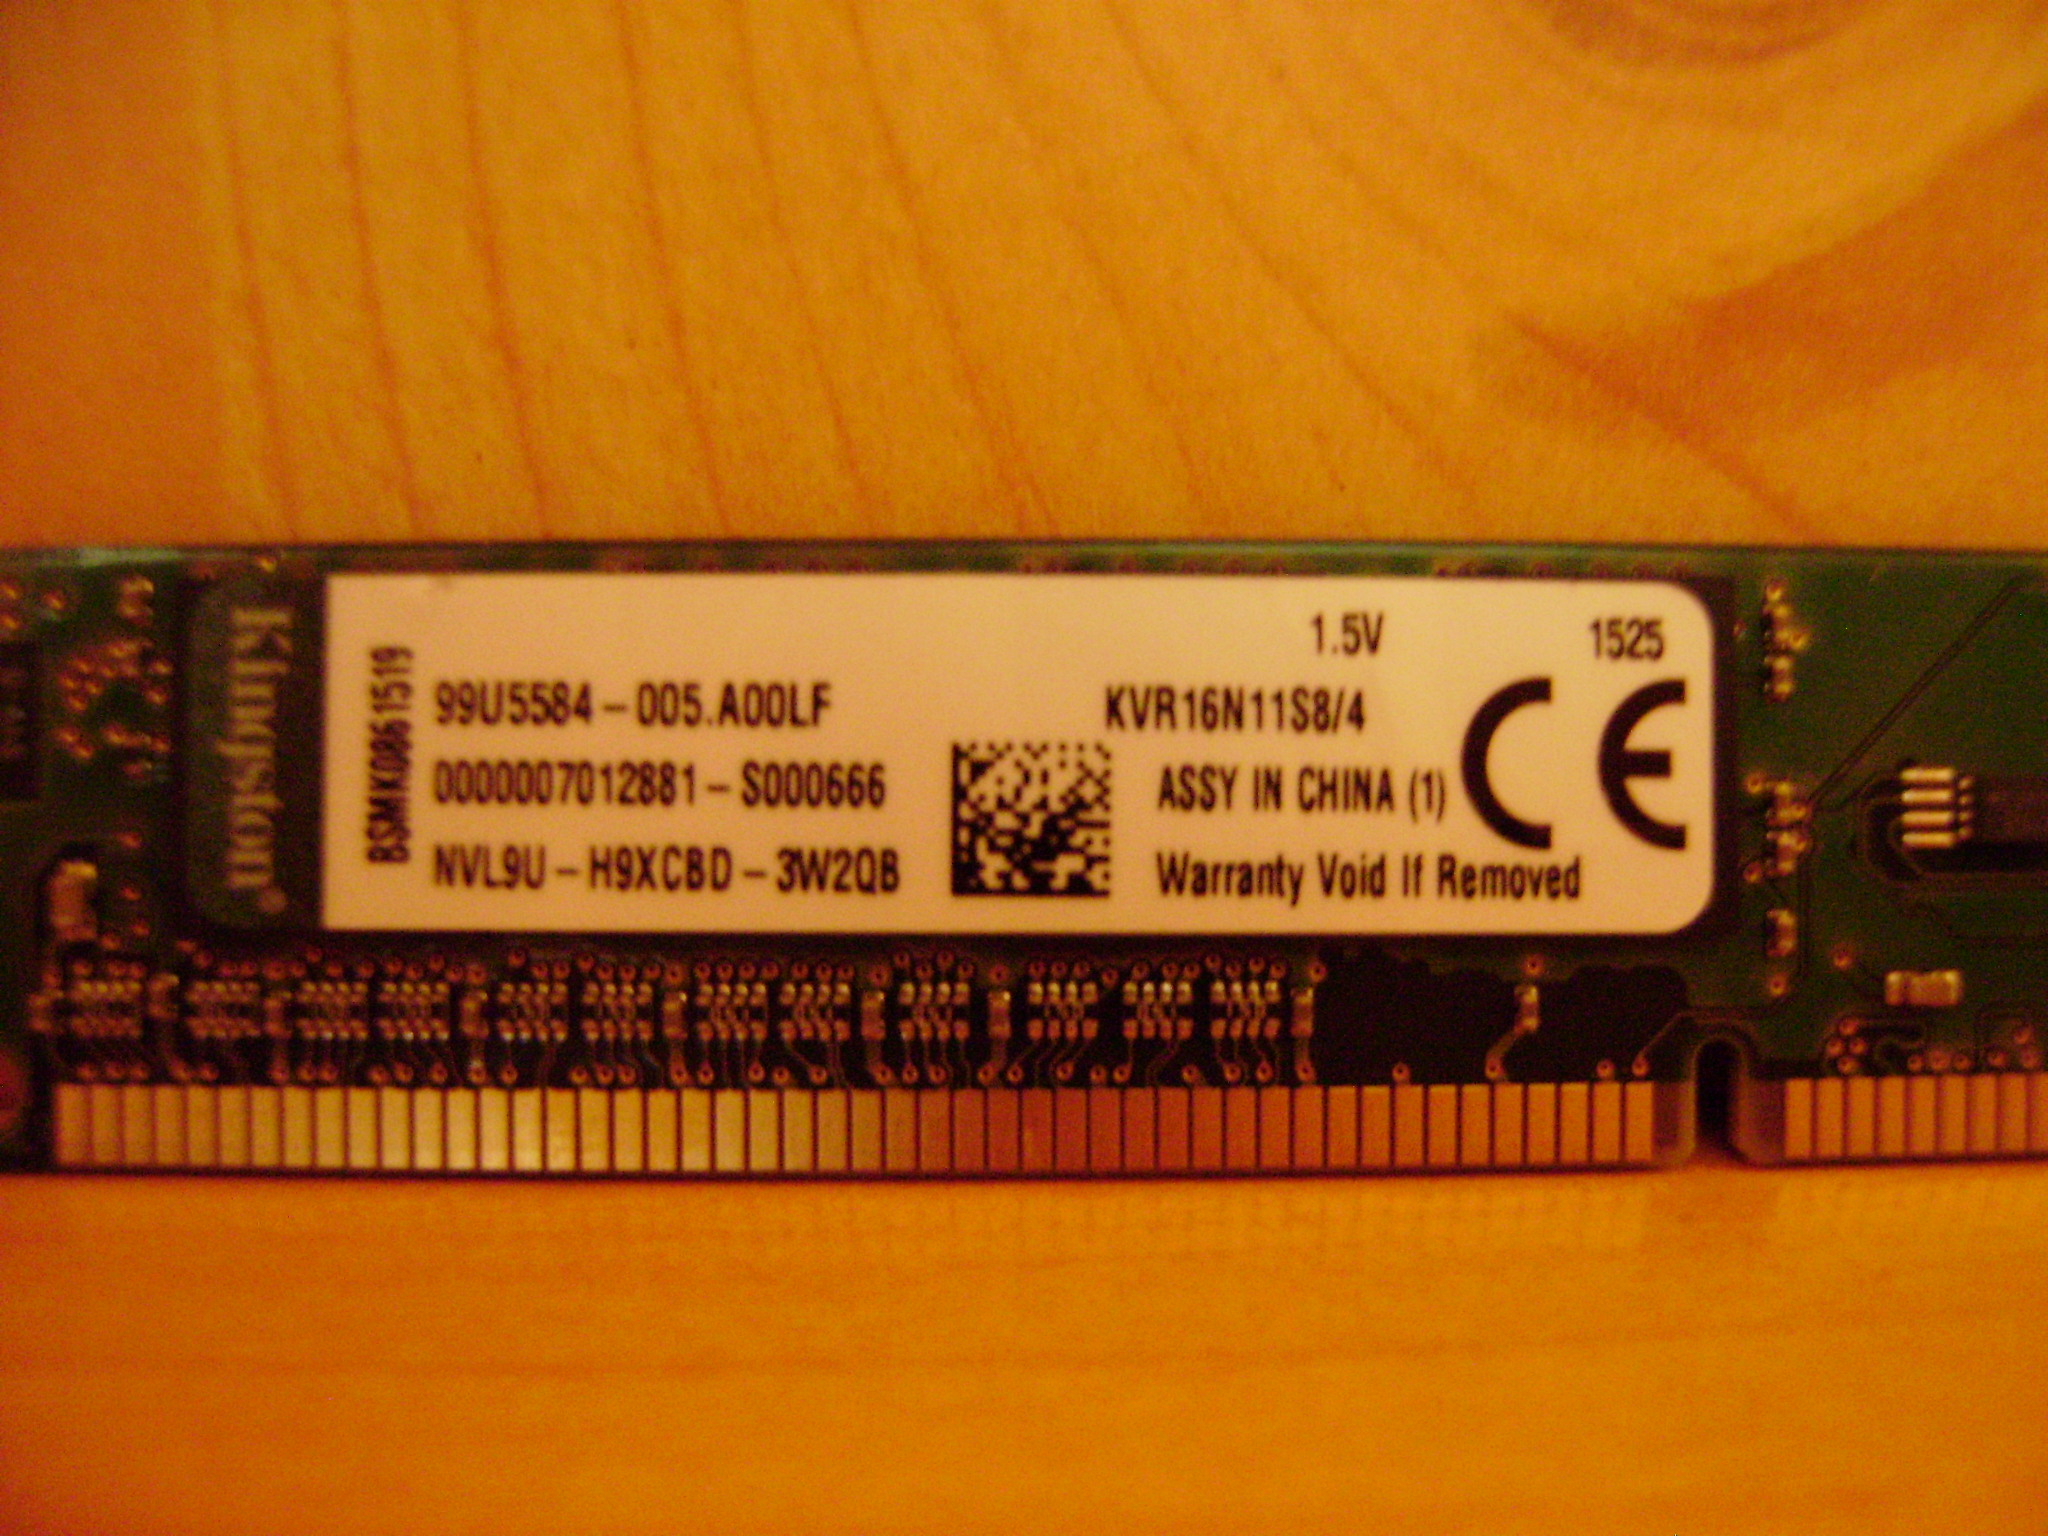 Kingston®
BSMK0861519
1.5V
1525
99U5584-005.A00LF
KVR16N11S8/4
0000007012881-S000666
ASSY IN CHINA (1)
CE
NVL9U-H9XCBD-3W2QB
Warranty Void If Removed